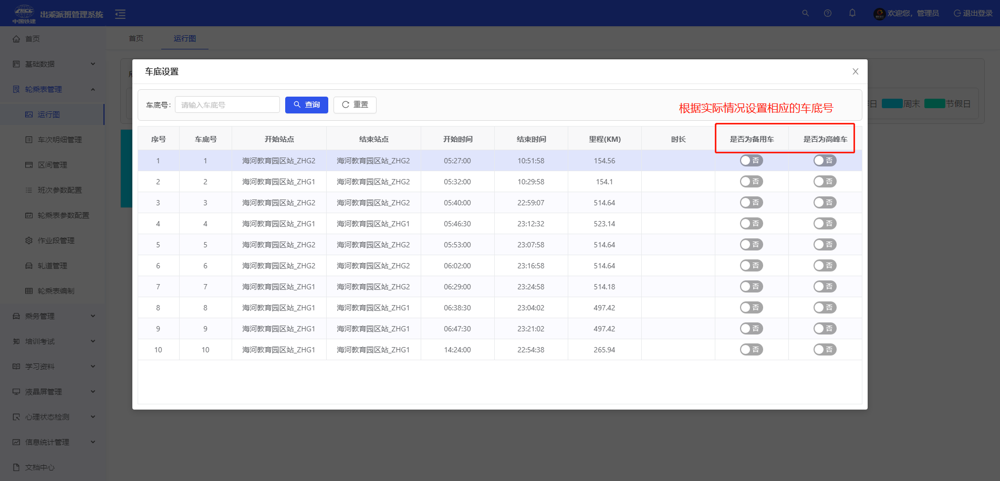 中国铁建
出乘派班管理系统
欢迎您，管理员
退出登录
首页
基础数据
轮乘表管理
运行图
车次明细管理
区间管理
班次参数配置
轮乘表参数配置
作业段管理
轧道管理
轮乘表编制
乘务管理
培训考试
学习资料
液晶屏管理
心理状态检测
信息统计管理
文档中心
首页 运行图
日 周末 节假日
车底设置
车底号： 请输入车底号 查询 重置
根据实际情况设置相应的车底号
序号 车底号 开始站点 结束站点 开始时间 结束时间 里程(KM) 时长 是否为备用车 是否为高峰车
1 1 海河教育园区站_ZHG2 海河教育园区站_ZHG2 05:27:00 10:51:58 154.56 否 否
2 2 海河教育园区站_ZHG1 海河教育园区站_ZHG2 05:32:00 10:29:58 154.1 否 否
3 3 海河教育园区站_ZHG2 海河教育园区站_ZHG2 05:40:00 22:59:07 514.64 否 否
4 4 海河教育园区站_ZHG1 海河教育园区站_ZHG1 05:46:30 23:12:32 523.14 否 否
5 5 海河教育园区站_ZHG2 海河教育园区站_ZHG2 05:53:00 23:07:58 514.64 否 否
6 6 海河教育园区站_ZHG2 海河教育园区站_ZHG2 06:02:00 23:16:58 514.64 否 否
7 7 海河教育园区站_ZHG1 海河教育园区站_ZHG2 06:29:00 23:24:58 514.18 否 否
8 8 海河教育园区站_ZHG1 海河教育园区站_ZHG1 06:38:30 23:04:02 497.42 否 否
9 9 海河教育园区站_ZHG1 海河教育园区站_ZHG1 06:47:30 23:21:02 497.42 否 否
10 10 海河教育园区站_ZHG1 海河教育园区站_ZHG1 14:24:00 22:54:38 265.94 否 否